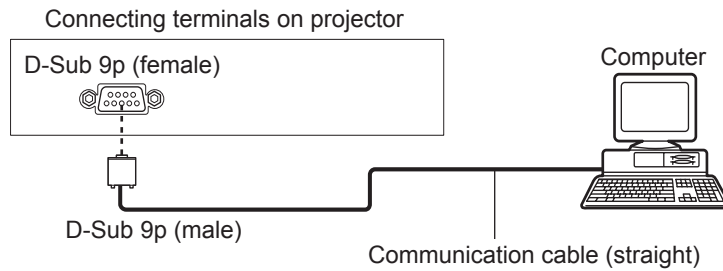 Connecting terminals on projector
D-Sub 9p (female)
Computer
D-Sub 9p (male)
Communication cable (straight)